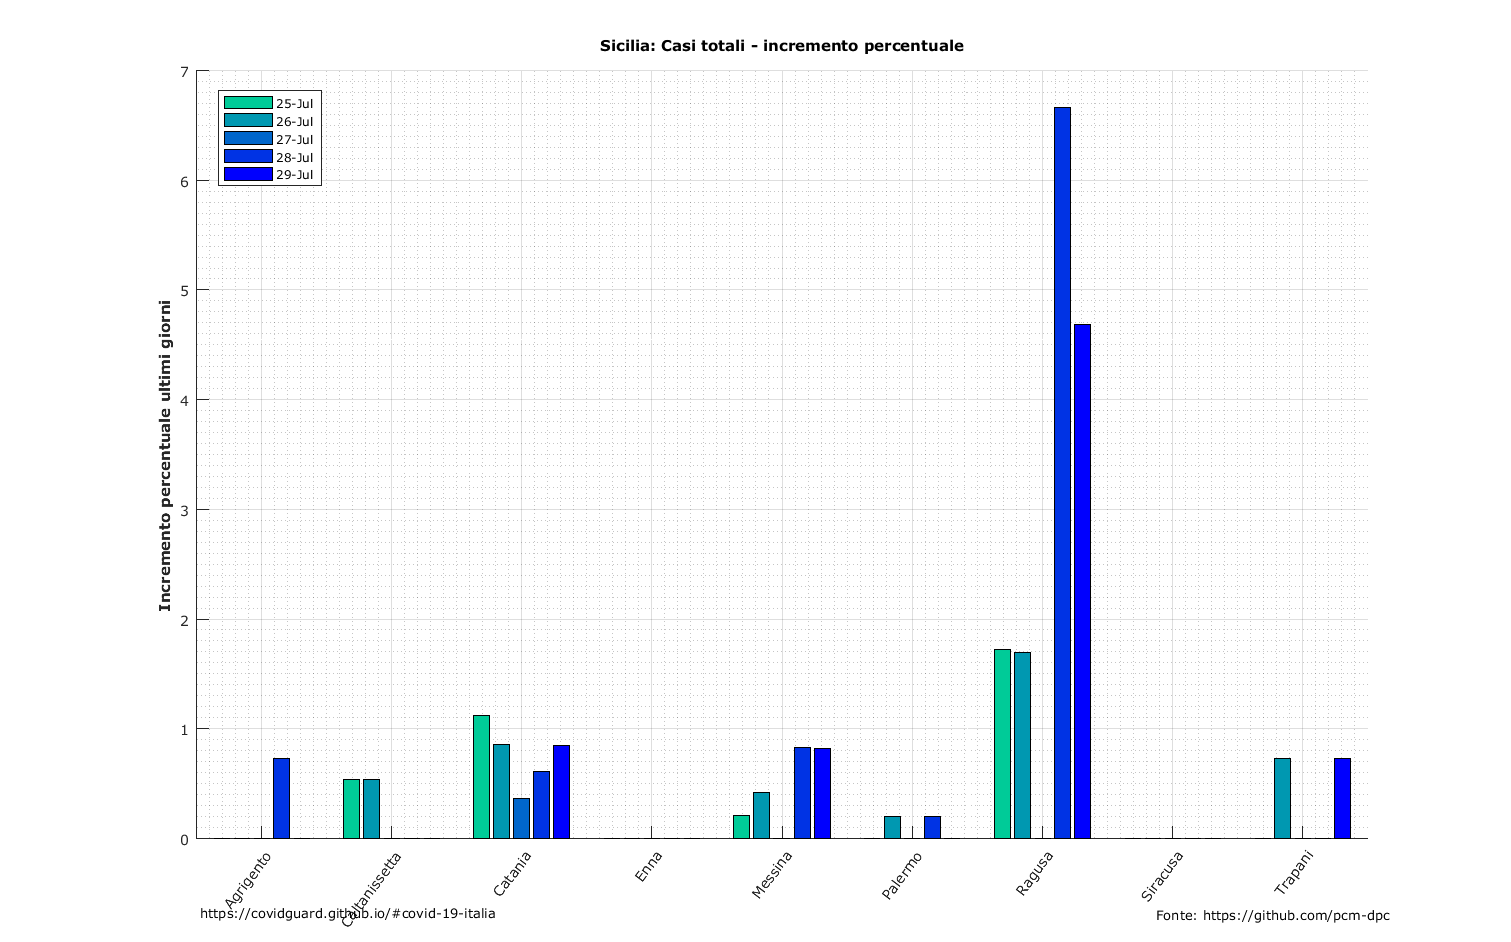 Sicilia: Casi totali - incremento percentuale
7
6
5
4
3
2
1
0
Incremento percentuale ultimi giorni
25-Jul
26-Jul
27-Jul
28-Jul
29-Jul
Agrigento
Caltanissetta
Catania
Enna
Messina
Palermo
Ragusa
Siracusa
Trapani
https://covidguard.github.io/#covid-19-italia
Fonte: https://github.com/pcm-dpc